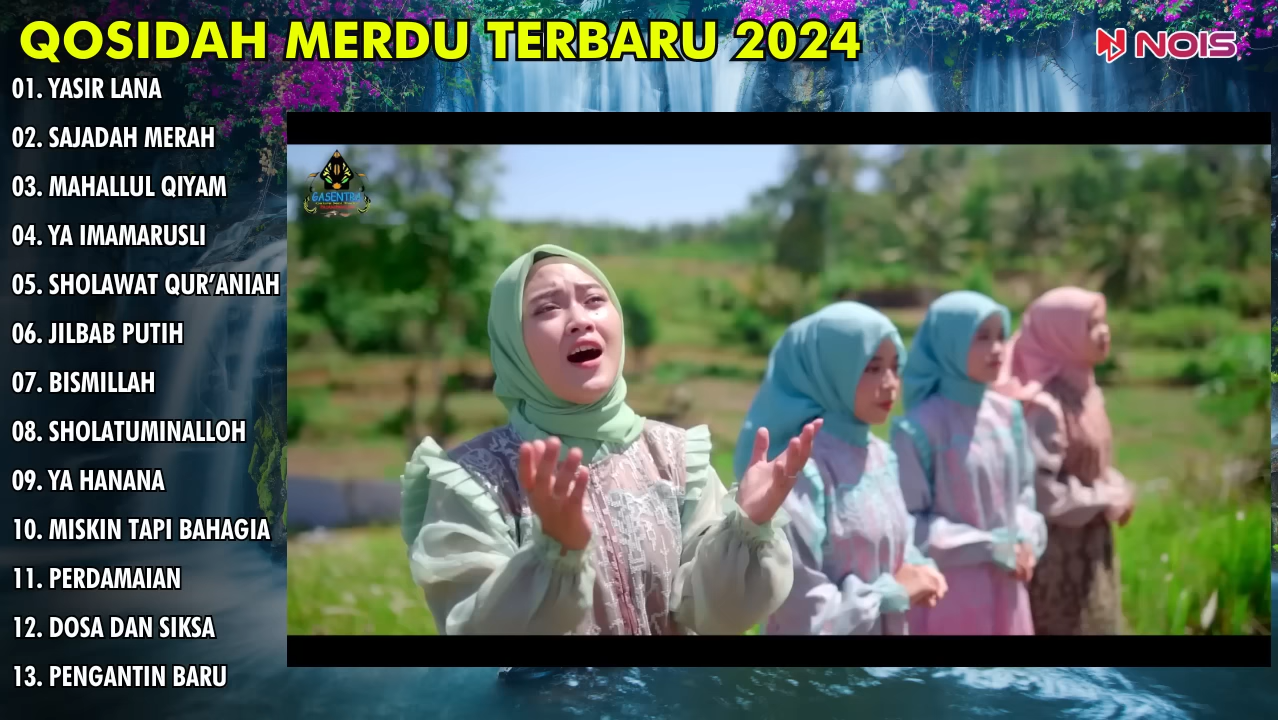 QOSIDAH MERDU TERBARU 2024
NOIS
01. YASIR LANA
02. SAJADAH MERAH
03. MAHALLUL QIYAM
04. YA IMAMARUSLI
05. SHOLAWAT QUR'ANIAH
06. JILBAB PUTIH
07. BISMILLAH
08. SHOLATUMINALLOH
09. YA HANANA
10. MISKIN TAPI BAHAGIA
11. PERDAMAIAN
12. DOSA DAN SIKSA
13. PENGANTIN BARU
GASENTRA